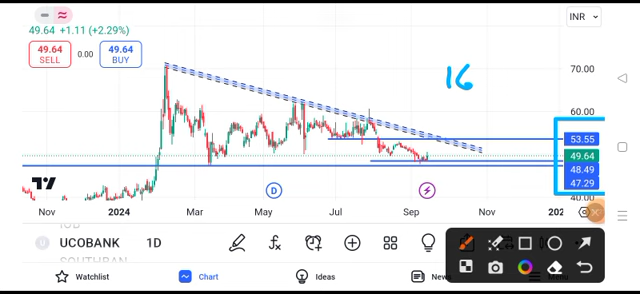 INR
49.64 +1.11 (+2.29%)
49.64
SELL
0.00
49.64
BUY
16
70.00
60.00
53.55
49.64
48.49
47.29
40.00
D
Nov
2024
Mar
May
Jul
Sep
Nov
UCOBANK
1D
Watchlist
Chart
Ideas
News